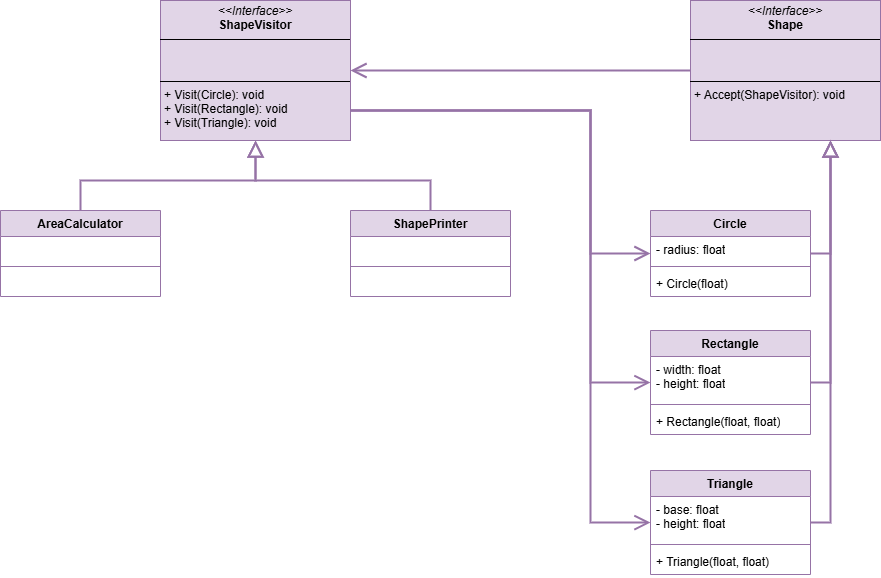 <<Interface>>
ShapeVisitor
+ Visit(Circle): void
+ Visit(Rectangle): void
+ Visit(Triangle): void
<<Interface>>
Shape
+ Accept(ShapeVisitor): void
AreaCalculator
ShapePrinter
Circle
- radius: float
+ Circle(float)
Rectangle
- width: float
- height: float
+ Rectangle(float, float)
Triangle
- base: float
- height: float
+ Triangle(float, float)